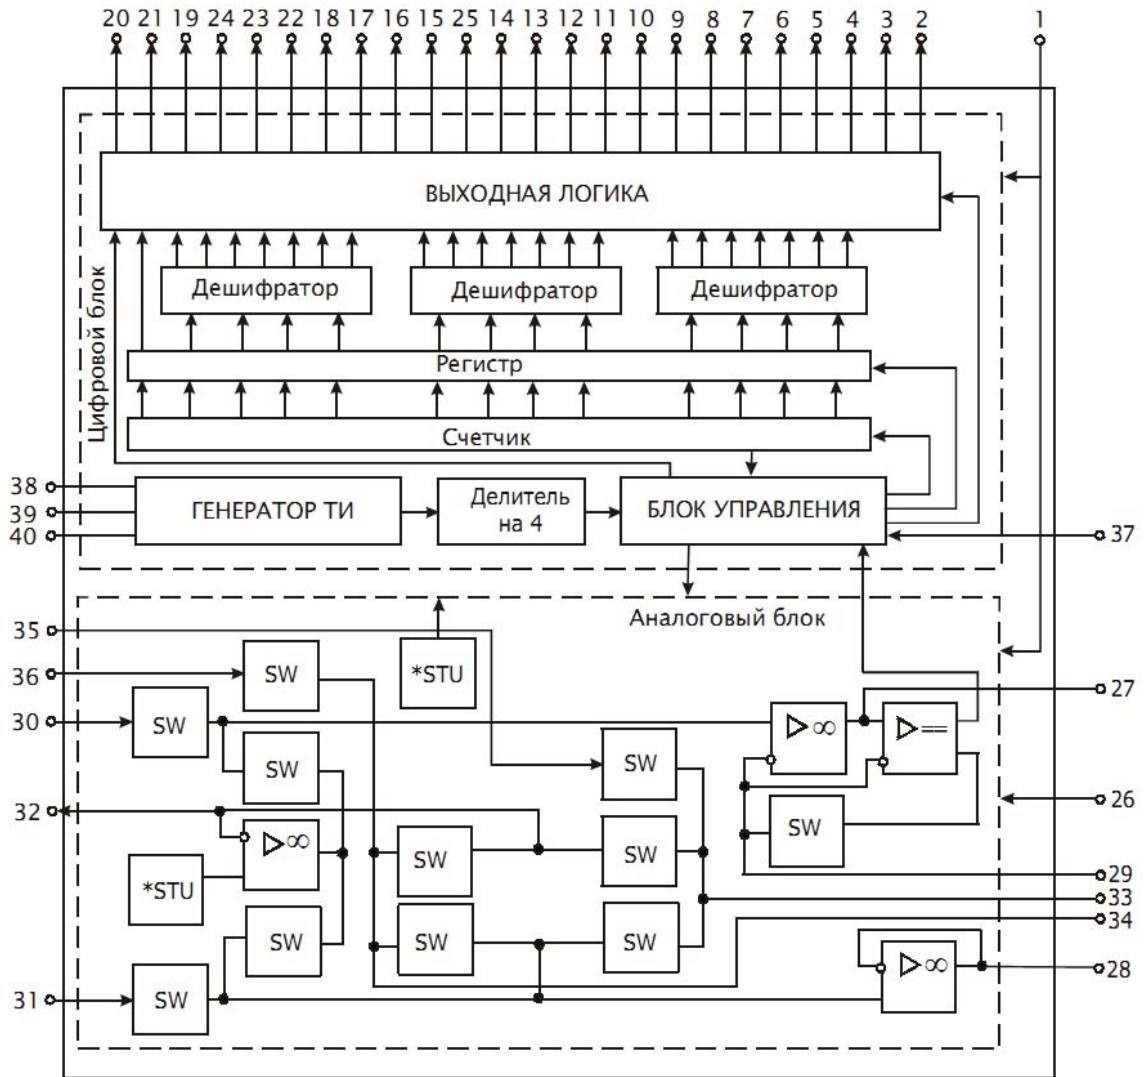 20 21 19 24 23 22 18 17 16 15 25 14 13 12 11 10 9 8 7 6 5 4 3 2 1
ВЫХОДНАЯ ЛОГИКА
Цифровой блок
Дешифратор Дешифратор Дешифратор
Регистр
Счетчик
38
39
40
ГЕНЕРАТОР ТИ
Делитель
на 4
БЛОК УПРАВЛЕНИЯ
37
Аналоговый блок
35
36
SW
*STU
30
SW
27
▷∞
▷==
SW
SW
32
26
▷∞
SW
SW
SW
*STU
29
33
34
SW
SW
SW
▷∞
28
31
SW